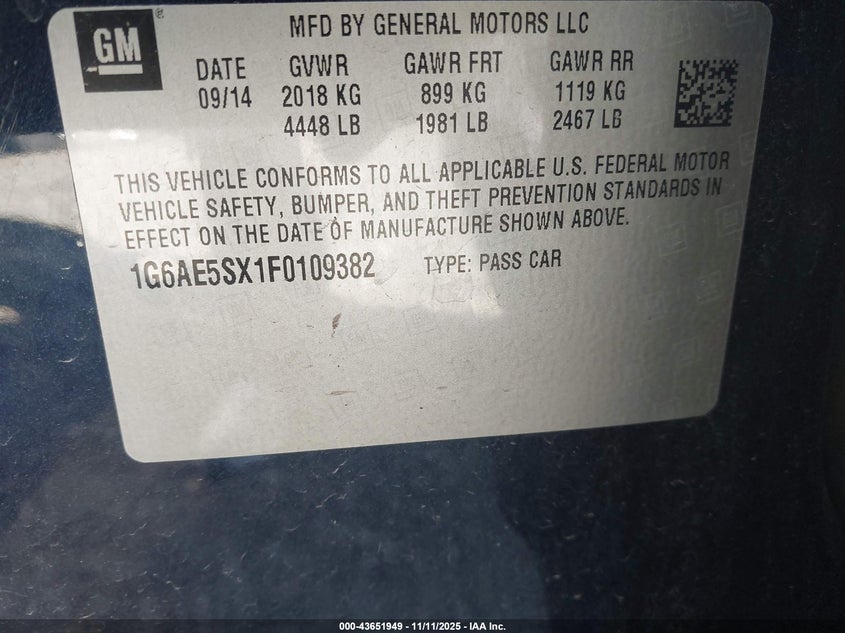 GM
®
MFD BY GENERAL MOTORS LLC
DATE GVWR GAWR FRT GAWR RR
09/14 2018 KG 899 KG 1119 KG
4448 LB 1981 LB 2467 LB
THIS VEHICLE CONFORMS TO ALL APPLICABLE U.S. FEDERAL MOTOR
VEHICLE SAFETY, BUMPER, AND THEFT PREVENTION STANDARDS IN
EFFECT ON THE DATE OF MANUFACTURE SHOWN ABOVE.
1G6AE5SX1F0109382 TYPE: PASS CAR
000-43651949 - 11/11/2025 - IAA Inc.